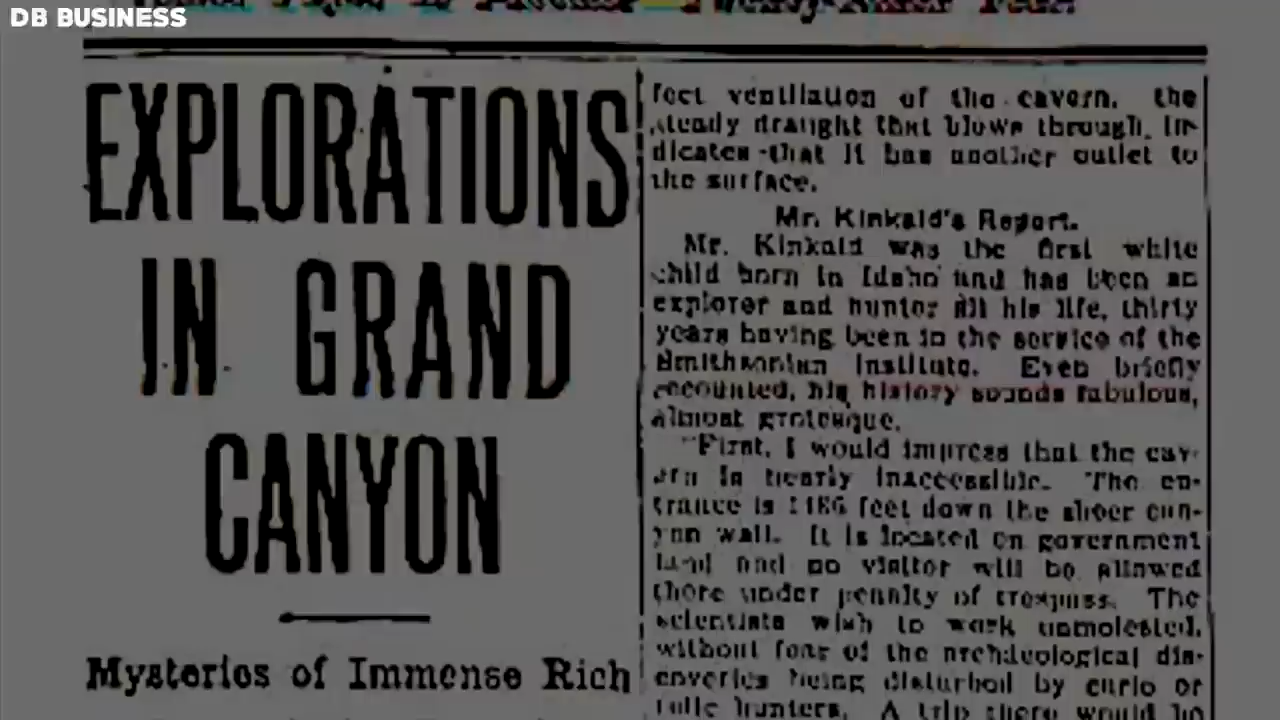 DB BUSINESS
EXPLORATIONS
IN GRAND
CANYON
Mysteries of Immense Rich
fect ventilation of the cavern, the
steady draught that blows through, in-
dicates that it has another outlet to
the surface.
Mr. Kinkaid's Report.
Mr. Kinkaid was the first white
child born in Idaho and has been an
explorer and hunter all his life, thirty
years having been in the service of the
Smithsonian Institute. Even briefly
recounted, his history sounds fabulous,
almost grotesque.
"First, I would impress that the cav-
ern is nearly inaccessible. The en-
trance is 1486 feet down the sheer can-
yon wall. It is located on government
land and no visitor will be allowed
there under penalty of trespass. The
scientists wish to work unmolested,
without fear of the archæological dis-
coveries being disturbed by curio or
relic hunters. A trip there would be